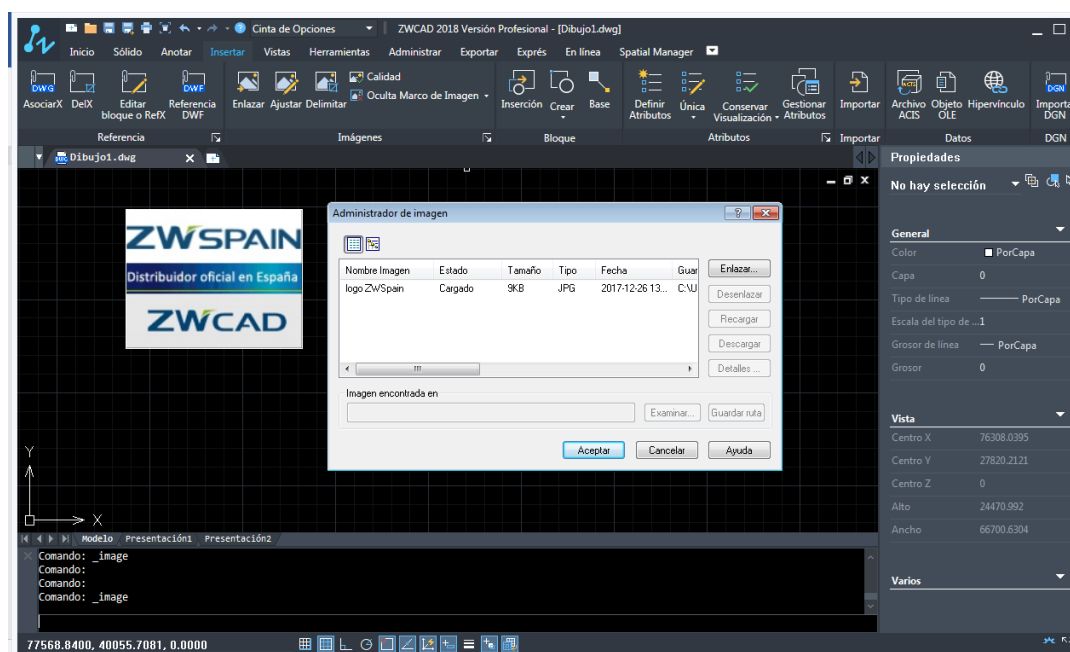 Cinta de Opciones
ZWCAD 2018 Versión Profesional - [Dibujo1.dwg]
Inicio Sólido Anotar Insertar Vistas Herramientas Administrar Exportar Exprés En línea Spatial Manager
DWG DWF DGN
Calidad
Oculta Marco de Imagen
AsociarX DelX Editar bloque o RefX Referencia DWF Enlazar Ajustar Delimitar Inserción Crear Base Definir Atributos Única Conservar Visualización Gestionar Atributos Importar Archivo ACIS Objeto OLE Hipervínculo Importa DGN
Referencia Imágenes Bloque Atributos Importar Datos DGN
Dibujo1.dwg
ZWSPAIN
Distribuidor oficial en España
ZWCAD
Administrador de imagen
Nombre Imagen Estado Tamaño Tipo Fecha Guar
logo ZWSpain Cargado 9KB JPG 2017-12-26 13... C:\U
Enlazar...
Desenlazar
Recargar
Descargar
Detalles ...
Imagen encontrada en
Examinar... Guardar ruta
Aceptar Cancelar Ayuda
Propiedades
No hay selección
General
Color PorCapa
Capa 0
Tipo de línea PorCapa
Escala del tipo de ...1
Grosor de línea PorCapa
Grosor 0
Vista
Centro X 76308.0395
Centro Y 27820.2121
Centro Z 0
Alto 24470.992
Ancho 66700.6304
Varios
Y
X
Modelo Presentación1 Presentación2
Comando: _image
Comando:
Comando:
Comando: _image
77568.8400, 40055.7081, 0.0000